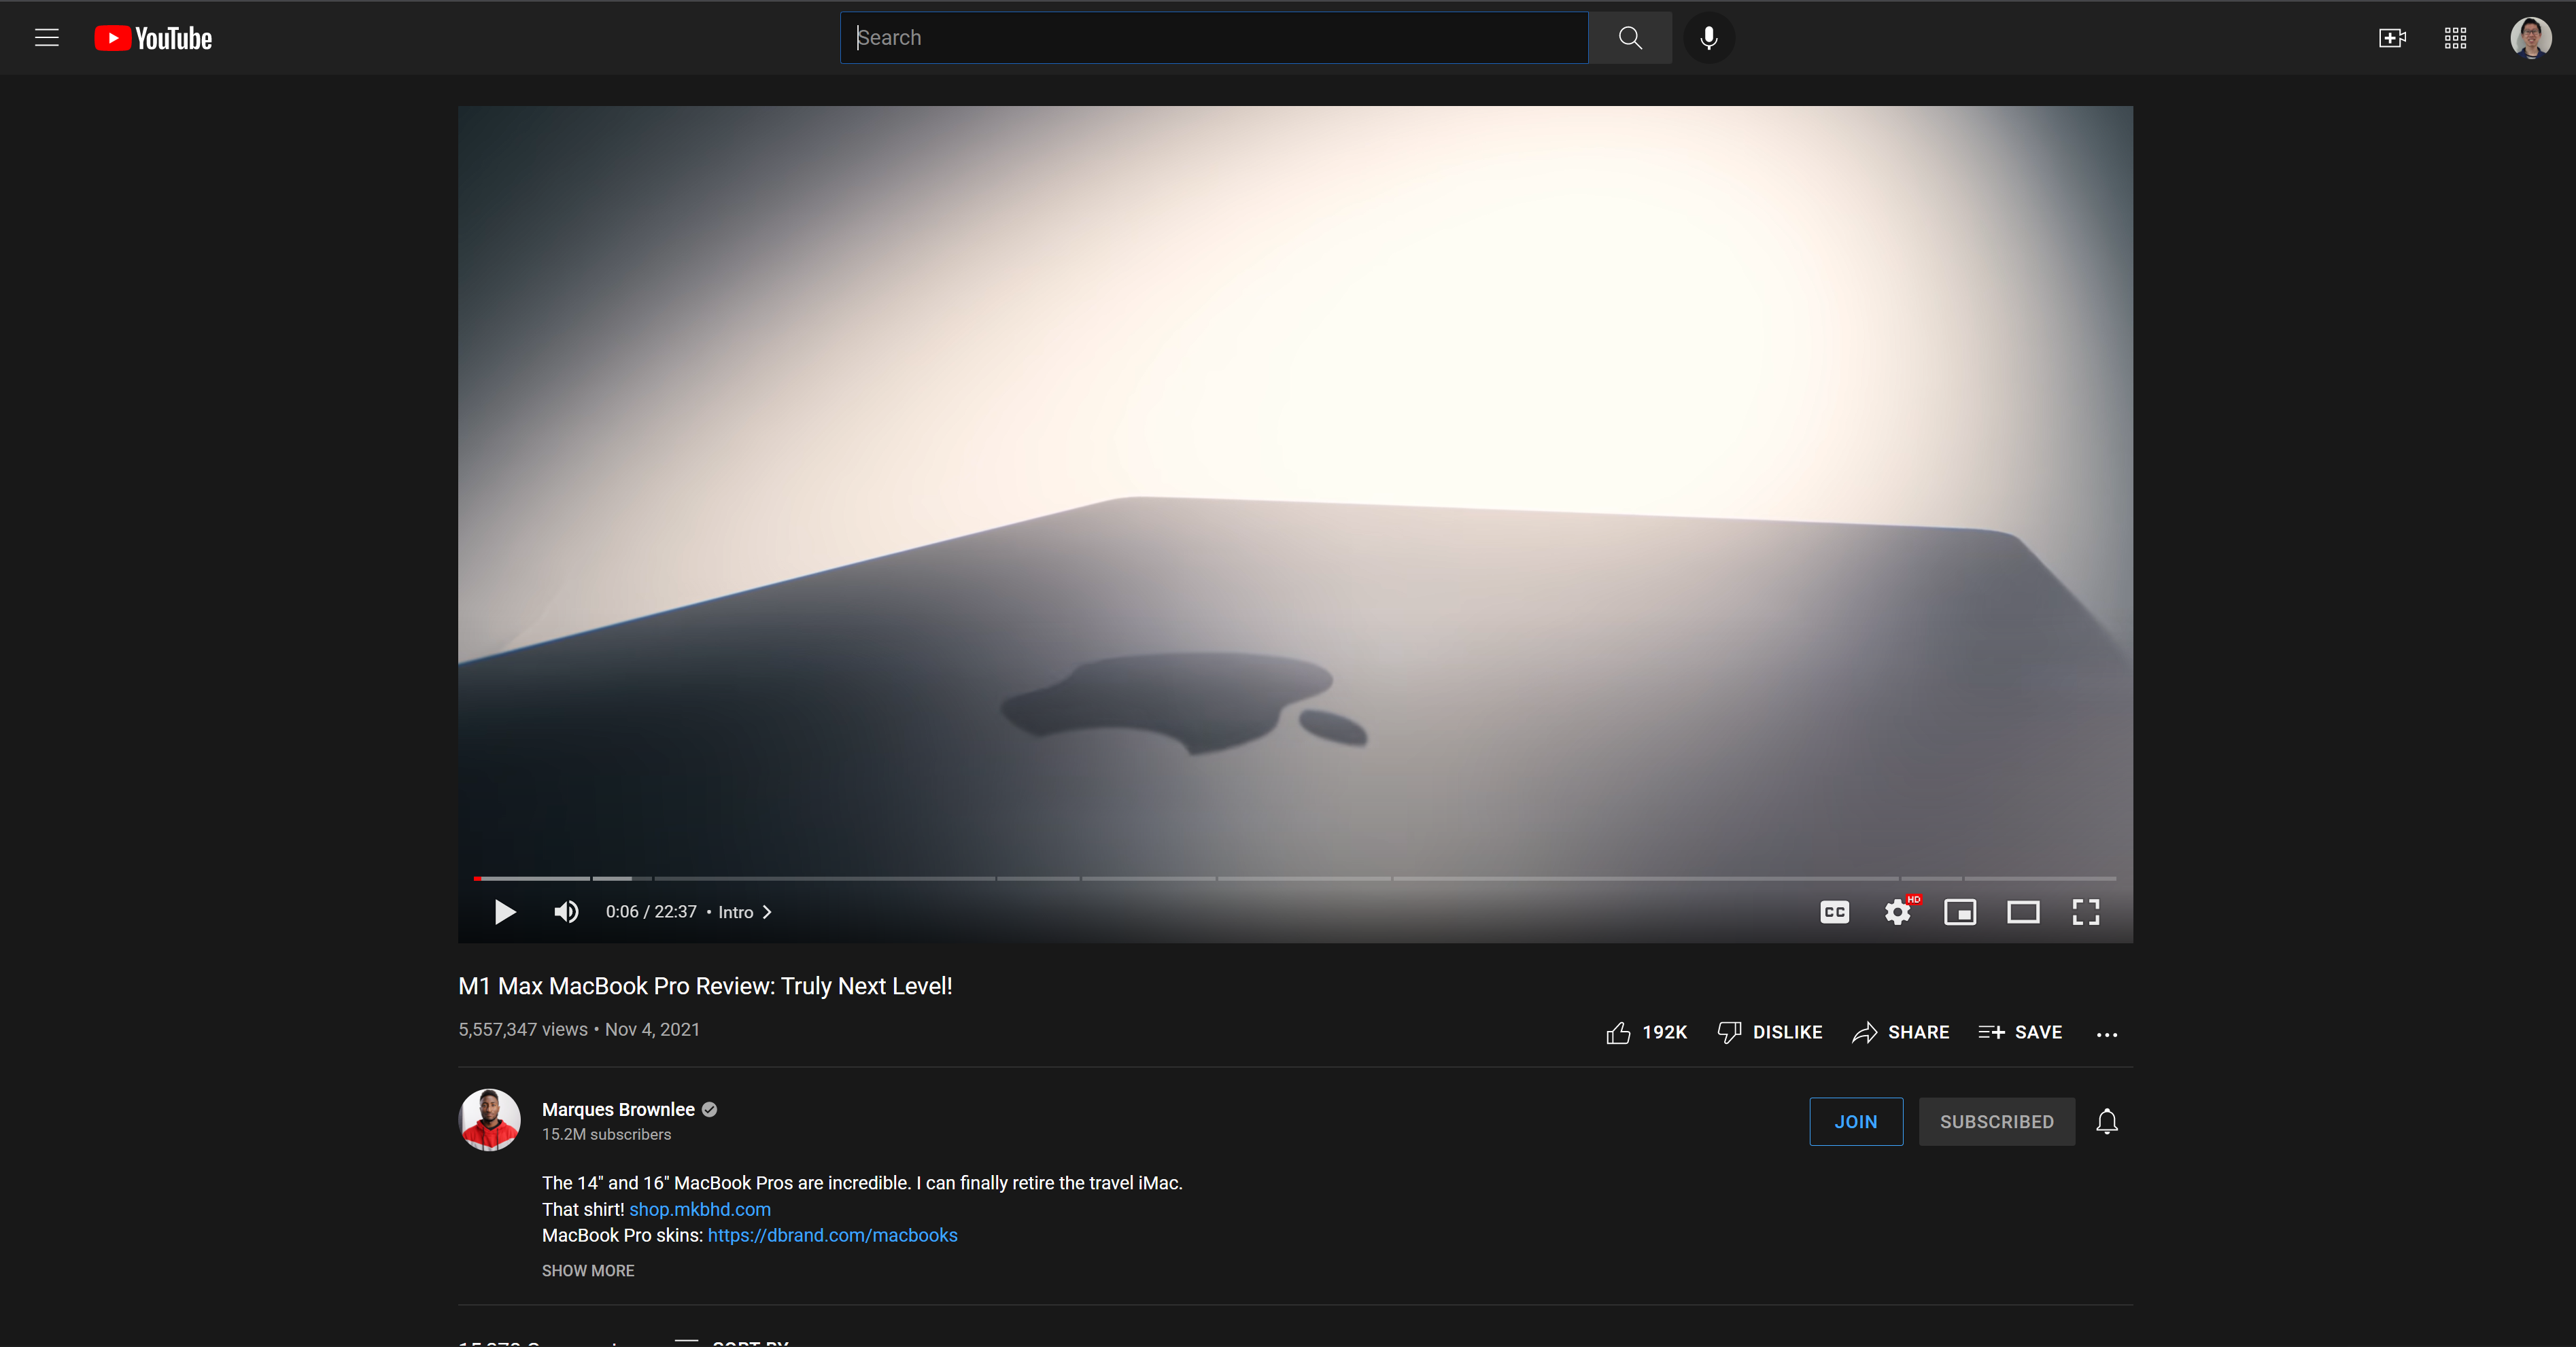 YouTube
Search
0:06 / 22:37 • Intro
CC
HD
M1 Max MacBook Pro Review: Truly Next Level!
5,557,347 views • Nov 4, 2021
192K
DISLIKE
SHARE
SAVE
Marques Brownlee
15.2M subscribers
JOIN
SUBSCRIBED
The 14" and 16" MacBook Pros are incredible. I can finally retire the travel iMac.
That shirt! shop.mkbhd.com
MacBook Pro skins: https://dbrand.com/macbooks
SHOW MORE
SORT BY